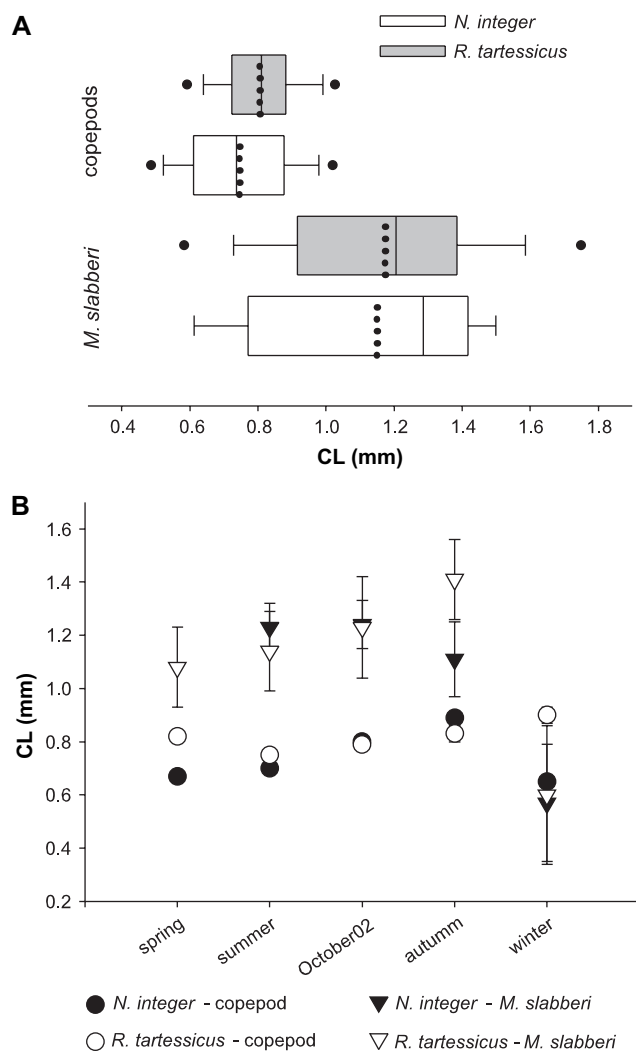 A
N. integer
R. tartessicus
copepods
M. slabberi
0.4 0.6 0.8 1.0 1.2 1.4 1.6 1.8
CL (mm)
B
1.6
1.4
1.2
1.0
0.8
0.6
0.4
0.2
CL (mm)
spring
summer
October02
autumm
winter
N. integer - copepod
N. integer - M. slabberi
R. tartessicus - copepod
R. tartessicus - M. slabberi